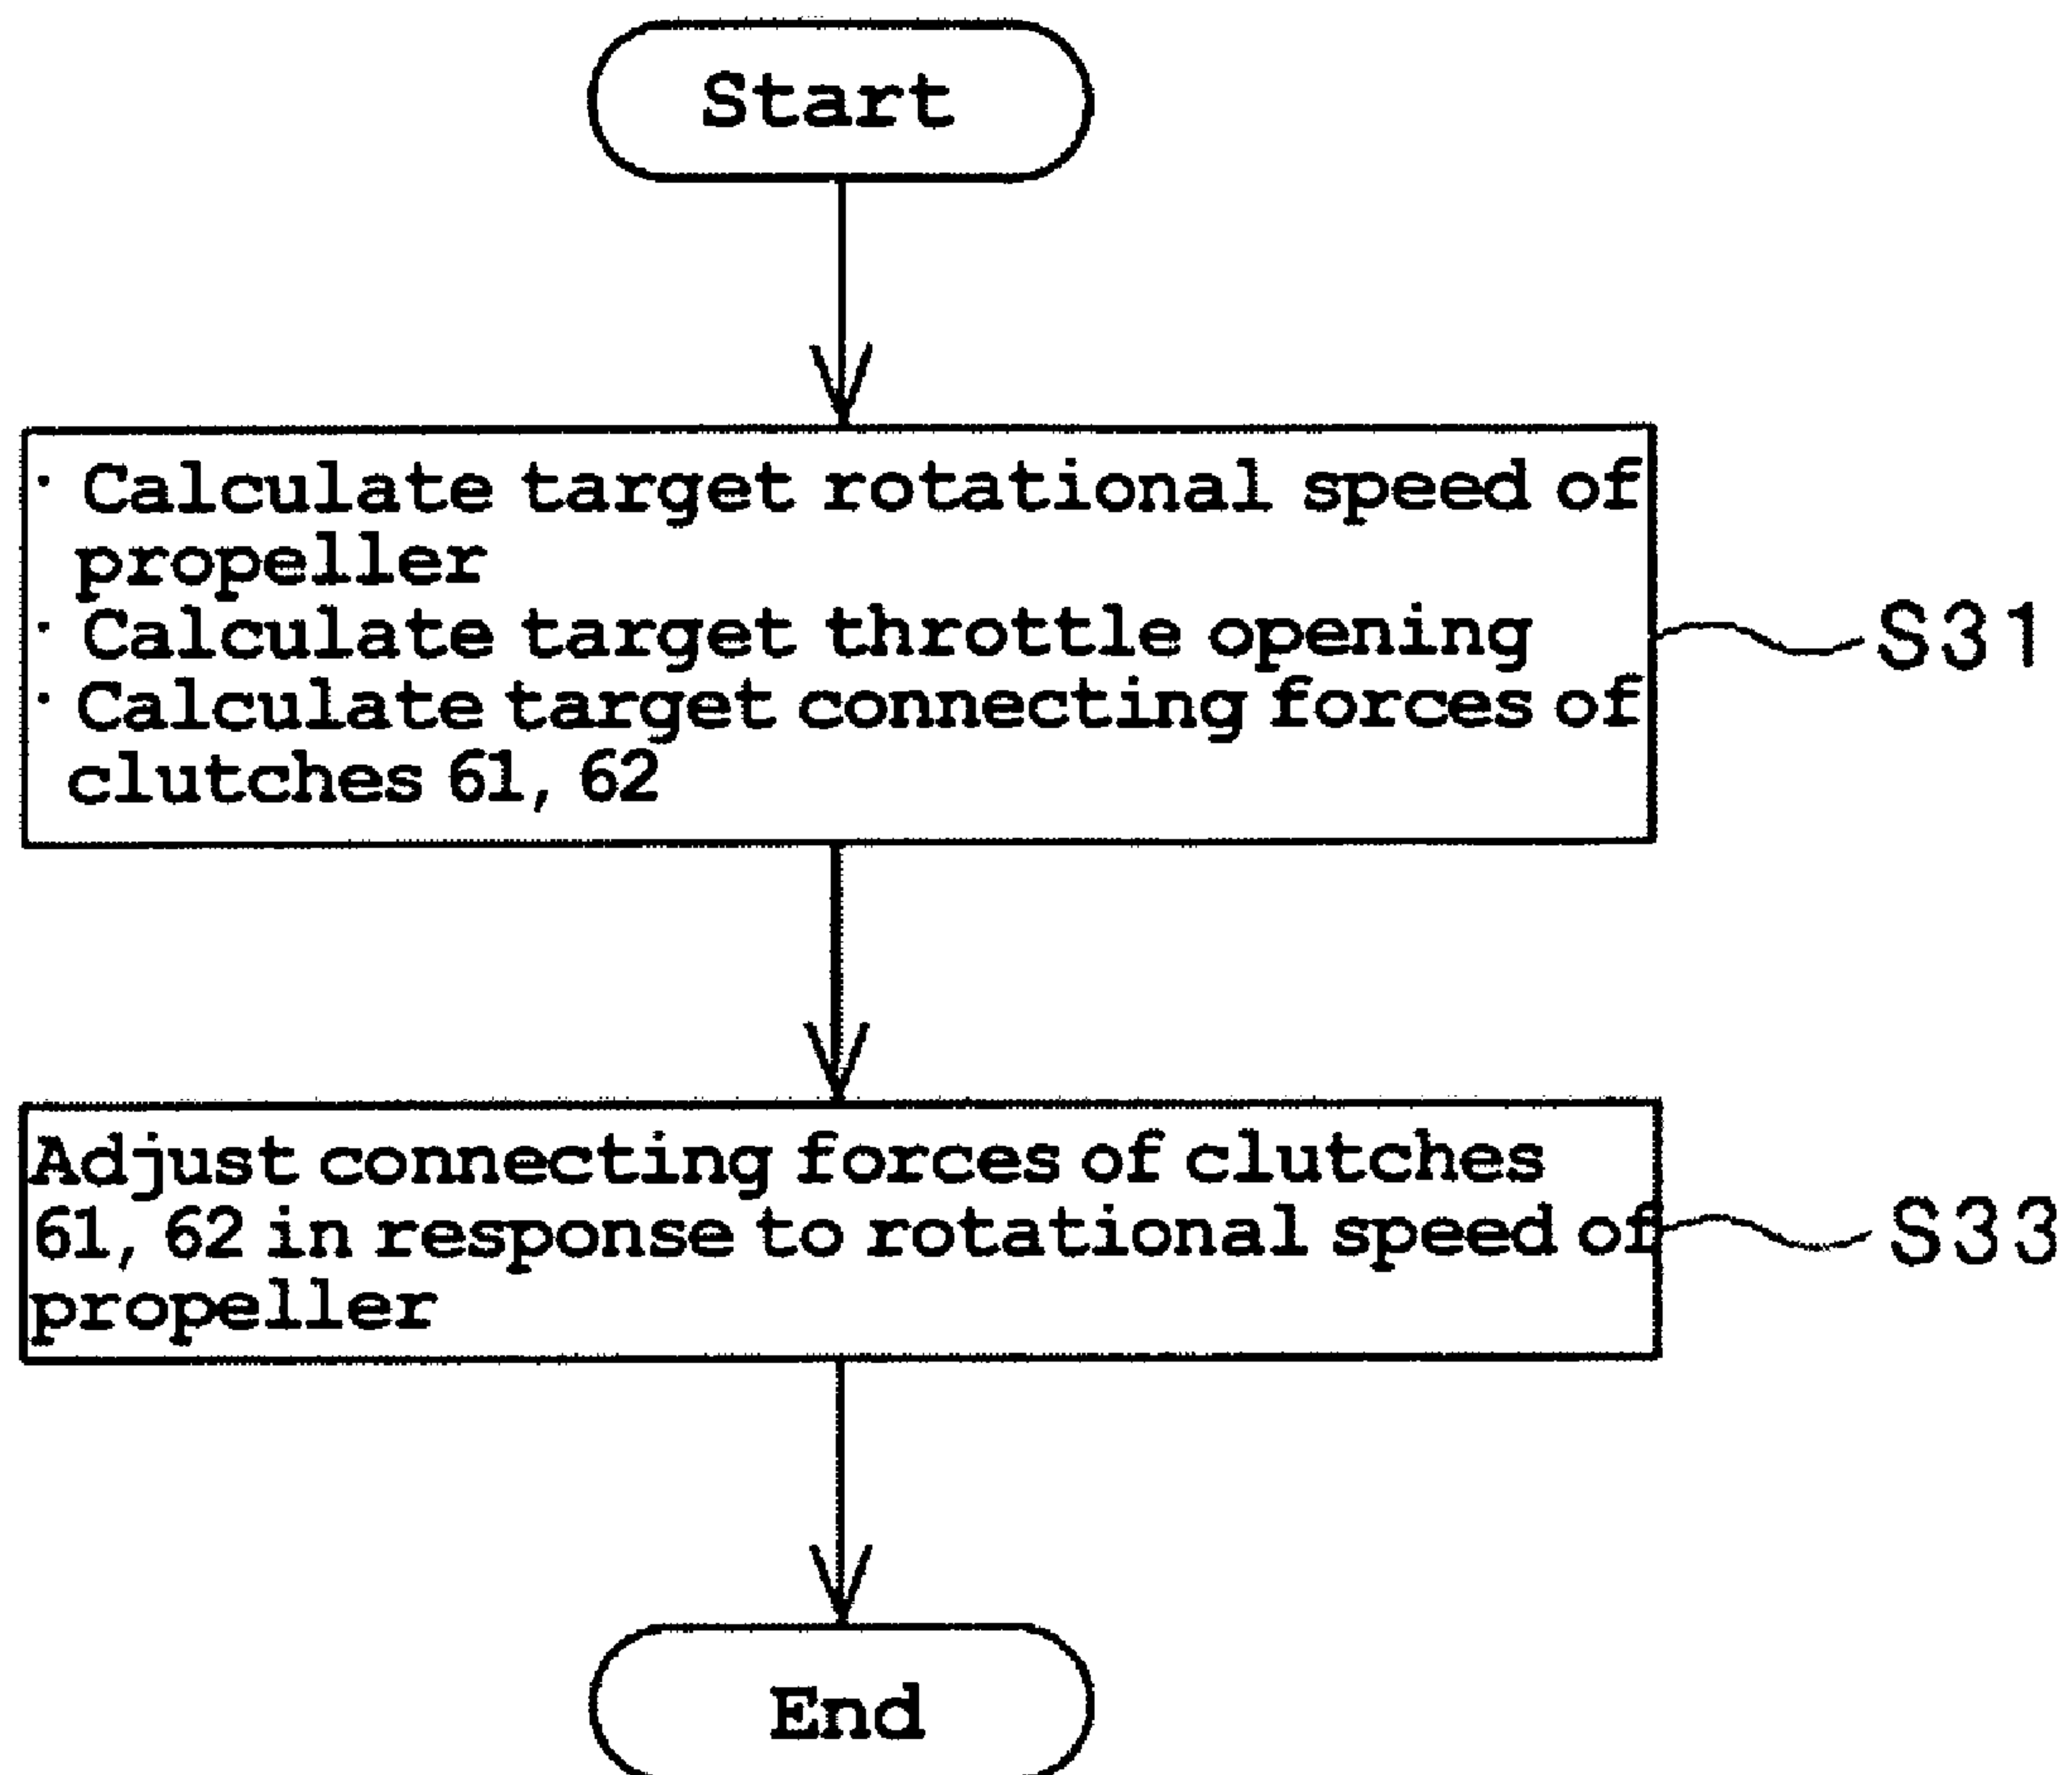 Start
· Calculate target rotational speed of
propeller
· Calculate target throttle opening
· Calculate target connecting forces of
clutches 61, 62
S31
Adjust connecting forces of clutches
61, 62 in response to rotational speed of
propeller
S33
End